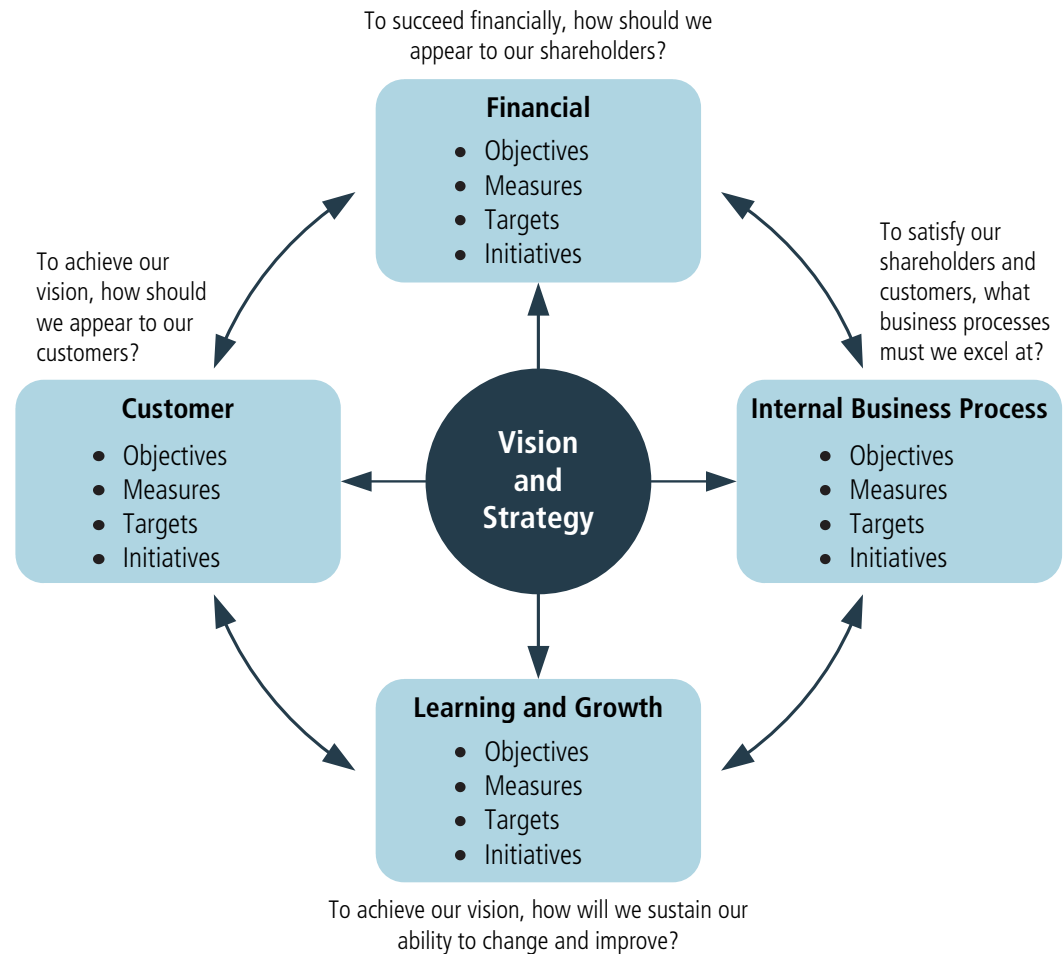 To succeed financially, how should we
appear to our shareholders?
Financial
• Objectives
• Measures
• Targets
• Initiatives
To achieve our
vision, how should
we appear to our
customers?
To satisfy our
shareholders and
customers, what
business processes
must we excel at?
Customer
• Objectives
• Measures
• Targets
• Initiatives
Vision
and
Strategy
Internal Business Process
• Objectives
• Measures
• Targets
• Initiatives
Learning and Growth
• Objectives
• Measures
• Targets
• Initiatives
To achieve our vision, how will we sustain our
ability to change and improve?